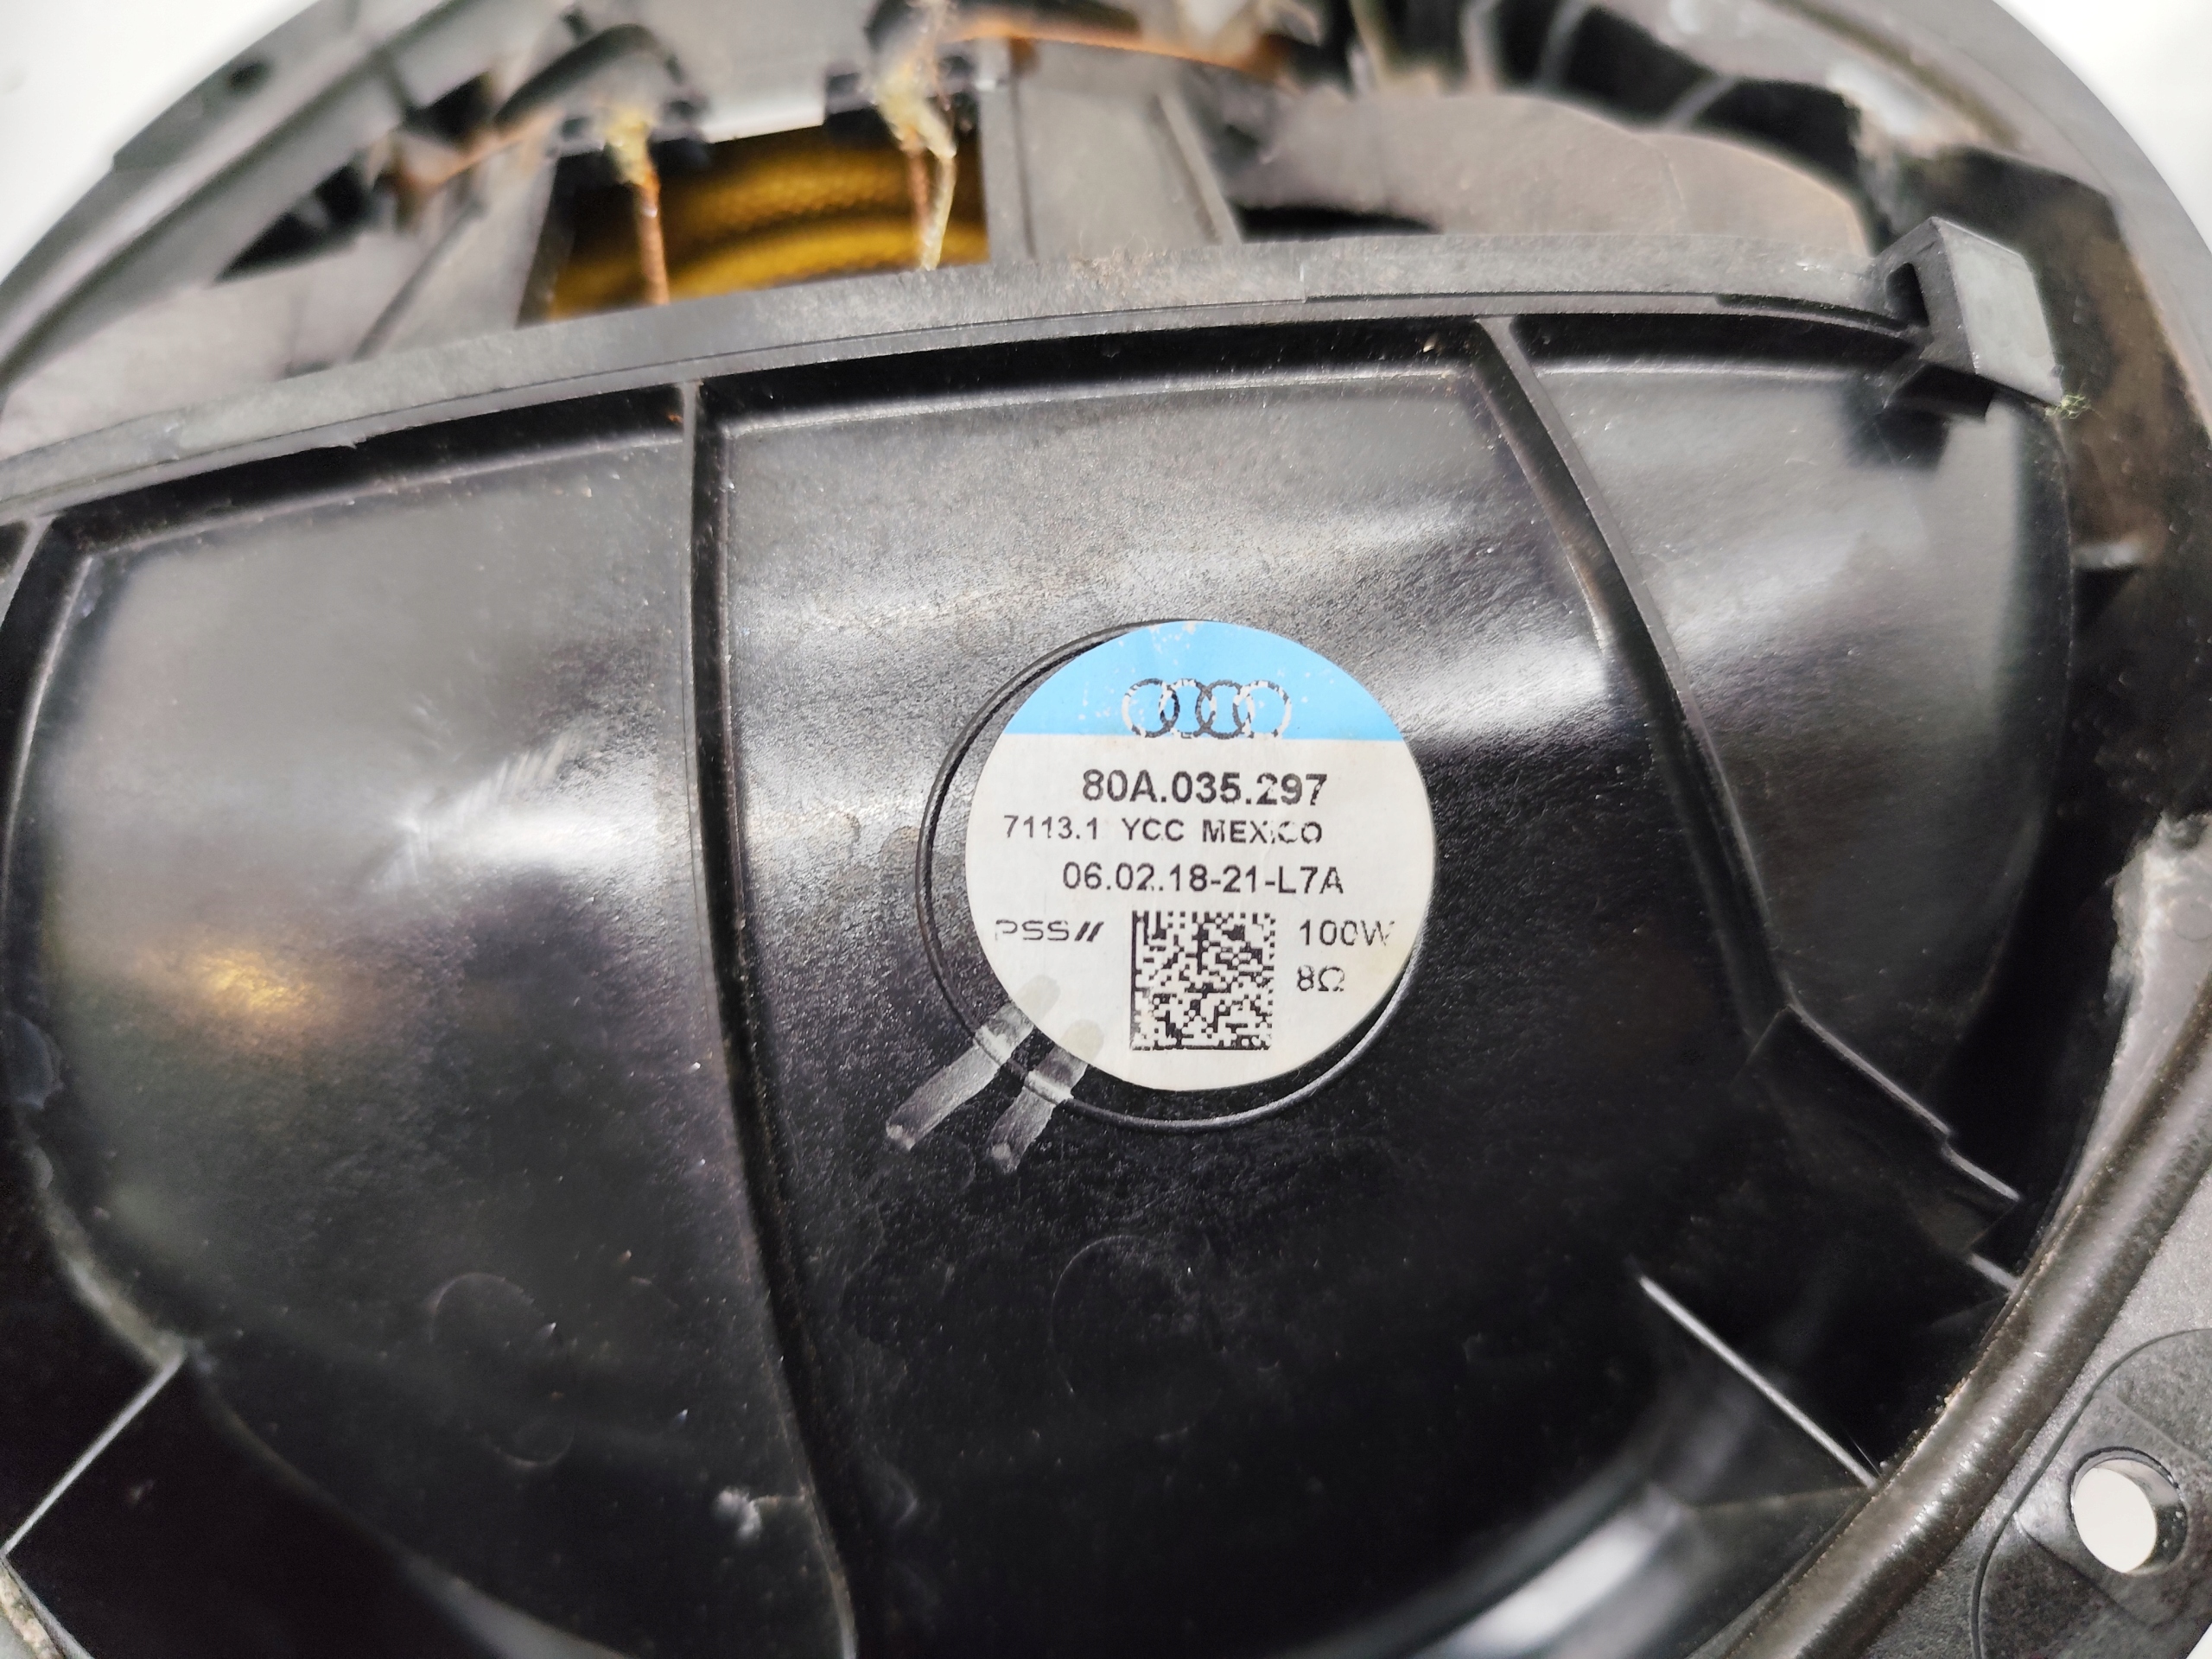 80A.035.297
7113.1 YCC MEXICO
06.02.18-21-L7A
PSS// 100W
8Ω